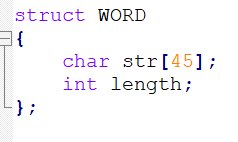 struct WORD
{
    char str[45];
    int length;
};